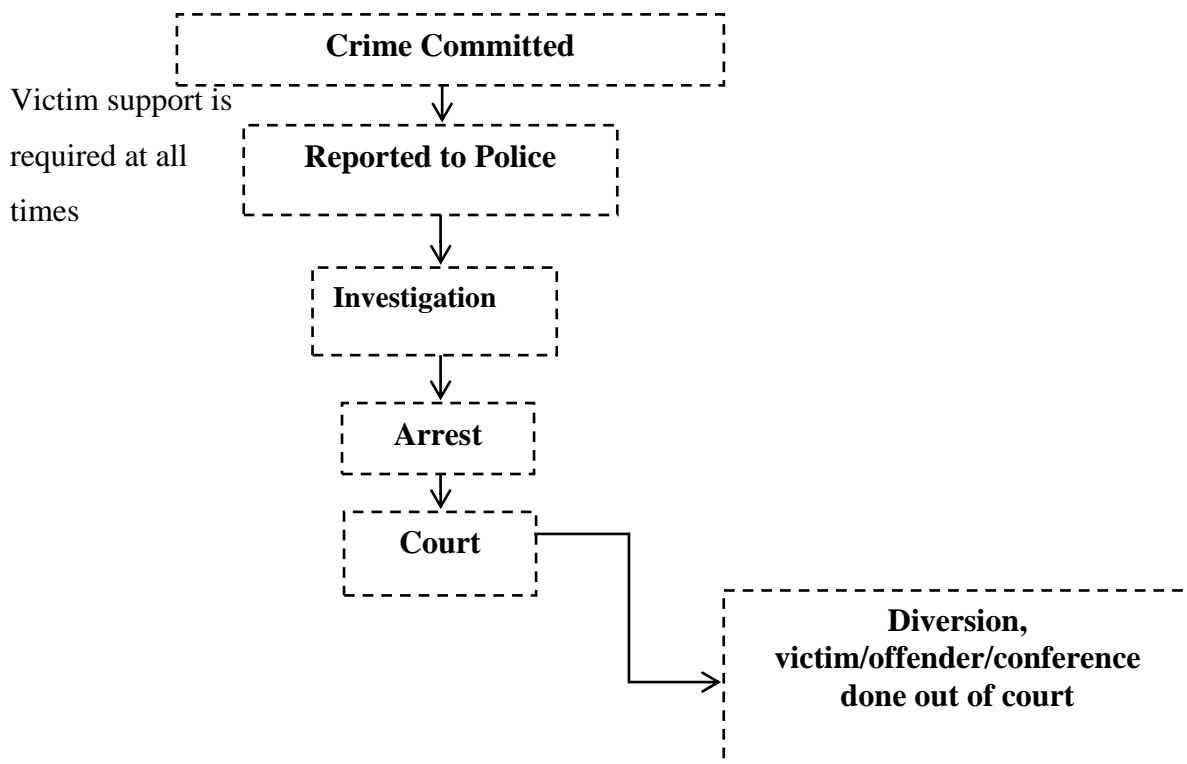 Crime Committed
Victim support is
required at all
times
Reported to Police
Investigation
Arrest
Court
Diversion,
victim/offender/conference
done out of court